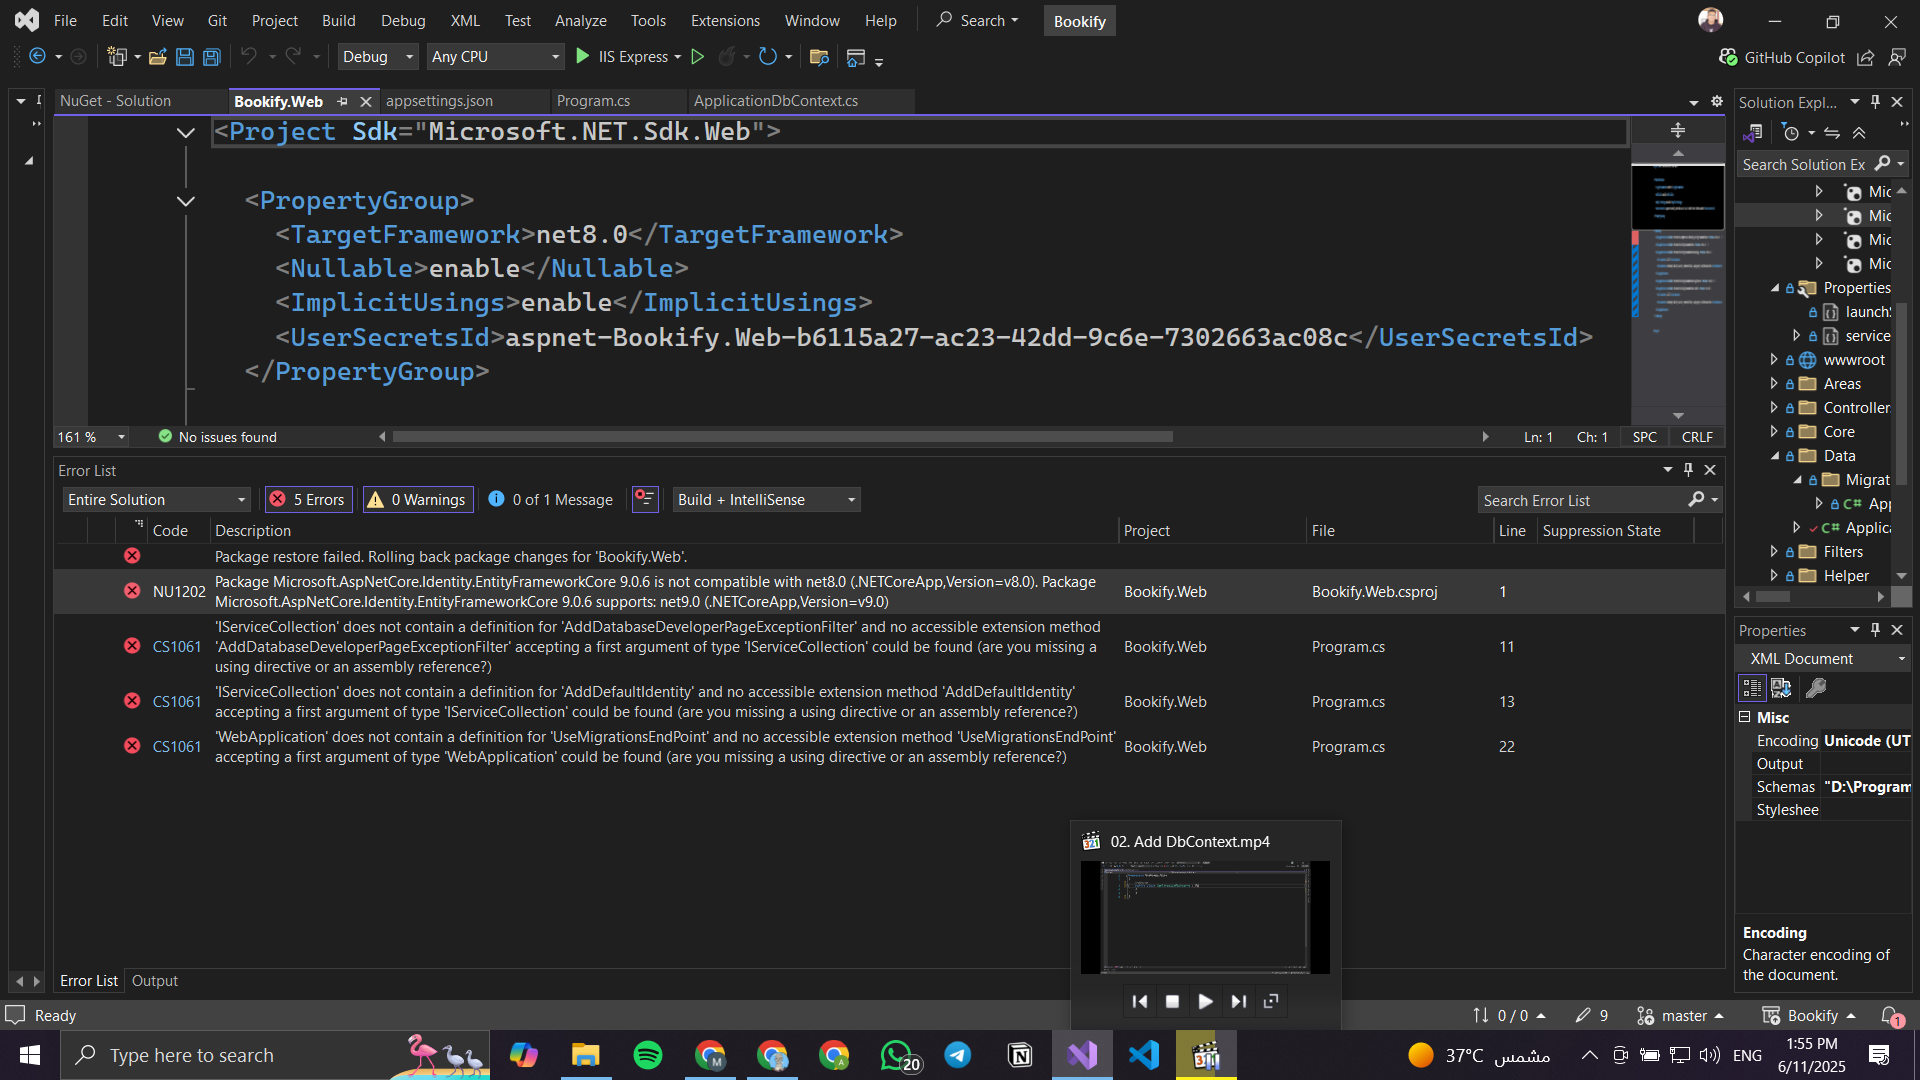 File Edit View Git Project Build Debug XML Test Analyze Tools Extensions Window Help Search Bookify
Debug Any CPU IIS Express GitHub Copilot
NuGet - Solution Bookify.Web appsettings.json Program.cs ApplicationDbContext.cs
<Project Sdk="Microsoft.NET.Sdk.Web">
<PropertyGroup>
<TargetFramework>net8.0</TargetFramework>
<Nullable>enable</Nullable>
<ImplicitUsings>enable</ImplicitUsings>
<UserSecretsId>aspnet-Bookify.Web-b6115a27-ac23-42dd-9c6e-7302663ac08c</UserSecretsId>
</PropertyGroup>
161 % No issues found Ln: 1 Ch: 1 SPC CRLF
Error List
Entire Solution 5 Errors 0 Warnings 0 of 1 Message Build + IntelliSense Search Error List
Code Description Project File Line Suppression State
Package restore failed. Rolling back package changes for 'Bookify.Web'.
NU1202 Package Microsoft.AspNetCore.Identity.EntityFrameworkCore 9.0.6 is not compatible with net8.0 (.NETCoreApp,Version=v8.0). Package
Microsoft.AspNetCore.Identity.EntityFrameworkCore 9.0.6 supports: net9.0 (.NETCoreApp,Version=v9.0) Bookify.Web Bookify.Web.csproj 1
'IServiceCollection' does not contain a definition for 'AddDatabaseDeveloperPageExceptionFilter' and no accessible extension method
CS1061 'AddDatabaseDeveloperPageExceptionFilter' accepting a first argument of type 'IServiceCollection' could be found (are you missing a Bookify.Web Program.cs 11
using directive or an assembly reference?)
CS1061 'IServiceCollection' does not contain a definition for 'AddDefaultIdentity' and no accessible extension method 'AddDefaultIdentity'
accepting a first argument of type 'IServiceCollection' could be found (are you missing a using directive or an assembly reference?) Bookify.Web Program.cs 13
CS1061 'WebApplication' does not contain a definition for 'UseMigrationsEndPoint' and no accessible extension method 'UseMigrationsEndPoint'
accepting a first argument of type 'WebApplication' could be found (are you missing a using directive or an assembly reference?) Bookify.Web Program.cs 22
Error List Output
Solution Expl...
Search Solution Ex
Mic
Mic
Mic
Mic
Properties
launchS
service
wwwroot
Areas
Controller
Core
Data
Migrat
App
Applica
Filters
Helper
Properties
XML Document
Misc
Encoding Unicode (UT
Output
Schemas "D:\Program
Styleshee
Encoding
Character encoding of
the document.
02. Add DbContext.mp4
Ready 0 / 0 9 master Bookify 1
Type here to search 20 37°C مشمس ENG 1:55 PM
6/11/2025